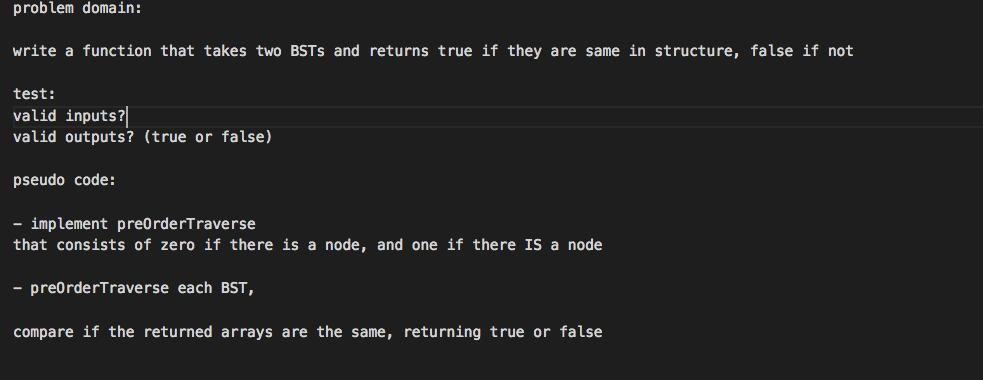 problem domain:
write a function that takes two BSTs and returns true if they are same in structure, false if not
test:
valid inputs?
valid outputs? (true or false)
pseudo code:
- implement preOrderTraverse
that consists of zero if there is a node, and one if there IS a node
- preOrderTraverse each BST,
compare if the returned arrays are the same, returning true or false